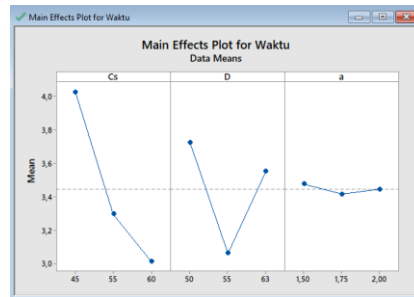 Main Effects Plot for Waktu
Main Effects Plot for Waktu
Data Means
Cs D a
4,0
3,8
3,6
3,4
3,2
3,0
Mean
45 55 60 50 55 63 1,50 1,75 2,00